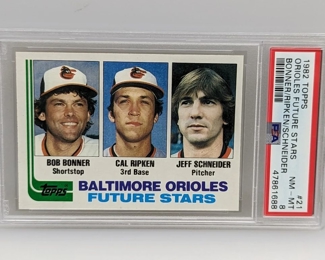 BOB BONNER
Shortstop
CAL RIPKEN
3rd Base
JEFF SCHNEIDER
Pitcher
Topps
BALTIMORE ORIOLES
FUTURE STARS
1982 TOPPS
ORIOLES FUTURE STARS
BONNER/RIPKEN/SCHNEIDER
#21
NM - MT
8
PSA
47861688